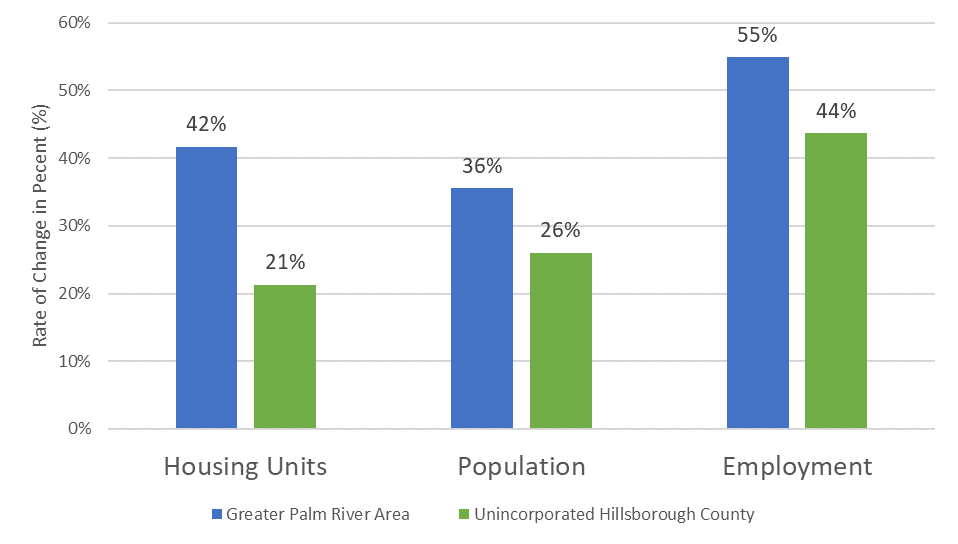 60%
50%
40%
30%
20%
10%
0%
Rate of Change in Pecent (%)
42%
21%
36%
26%
55%
44%
Housing Units
Population
Employment
Greater Palm River Area
Unincorporated Hillsborough County